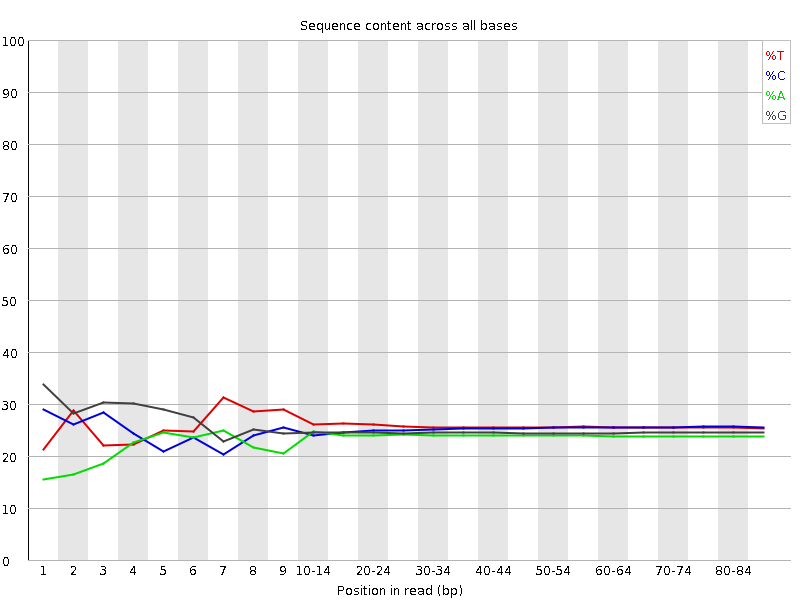 Sequence content across all bases
100
90
80
70
60
50
40
30
20
10
0
%T
%C
%A
%G
1 2 3 4 5 6 7 8 9 10-14 20-24 30-34 40-44 50-54 60-64 70-74 80-84
Position in read (bp)